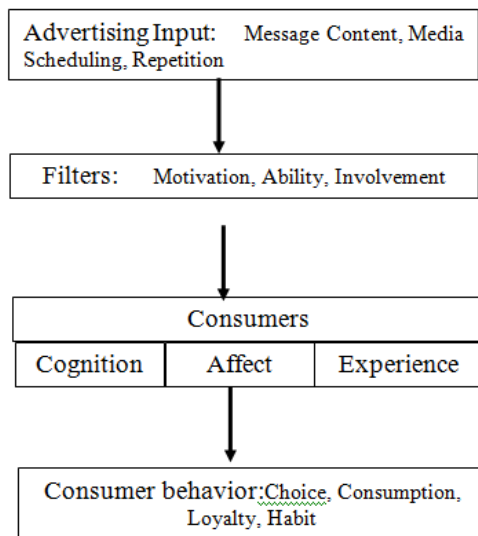 Advertising Input: Message Content, Media
Scheduling, Repetition
Filters: Motivation, Ability, Involvement
Consumers
Cognition Affect Experience
Consumer behavior:Choice, Consumption,
Loyalty, Habit